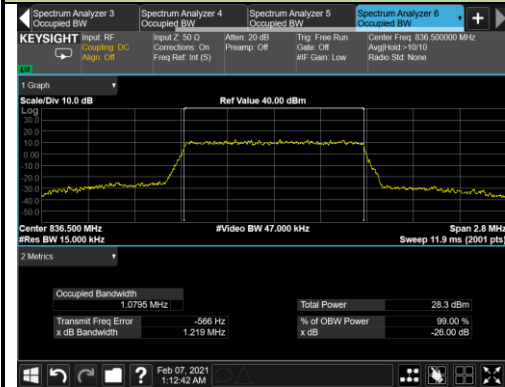 Spectrum Analyzer 3 Occupied BW
Spectrum Analyzer 4 Occupied BW
Spectrum Analyzer 5 Occupied BW
Spectrum Analyzer 6 Occupied BW
+
KEYSIGHT
Input: RF
Coupling: DC
Align: Off
Input Z: 50 Ω
Corrections: On
Freq Ref: Int (S)
Atten: 20 dB
Preamp: Off
Trig: Free Run
Gate: Off
#IF Gain: Low
Center Freq: 836.500000 MHz
Avg|Hold:>10/10
Radio Std: None
1 Graph
Scale/Div 10.0 dB
Ref Value 40.00 dBm
Log
30.0
20.0
10.0
0.00
-10.0
-20.0
-30.0
-40.0
-50.0
Center 836.500 MHz
#Video BW 47.000 kHz
Span 2.8 MHz
#Res BW 15.000 kHz
Sweep 11.9 ms (2001 pts)
2 Metrics
Occupied Bandwidth
1.0795 MHz
Total Power 28.3 dBm
Transmit Freq Error -566 Hz
% of OBW Power 99.00 %
x dB Bandwidth 1.219 MHz
x dB -26.00 dB
?
Feb 07, 2021
1:12:42 AM